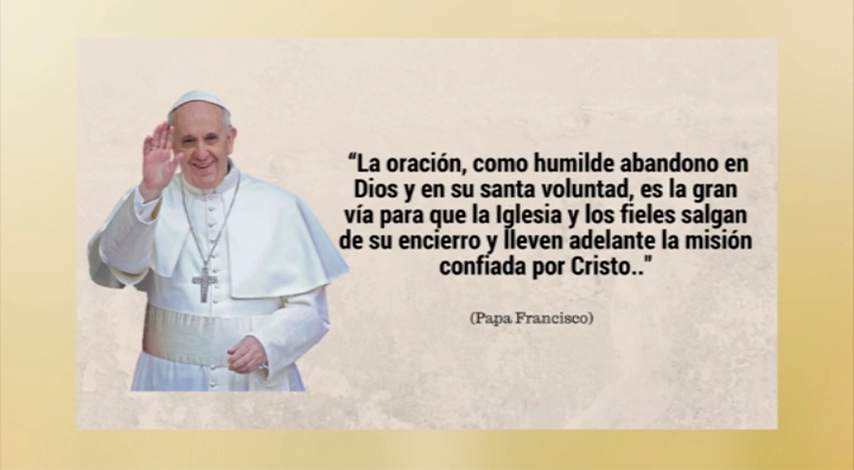 “La oración, como humilde abandono en
Dios y en su santa voluntad, es la gran
vía para que la Iglesia y los fieles salgan
de su encierro y lleven adelante la misión
confiada por Cristo..”
(Papa Francisco)